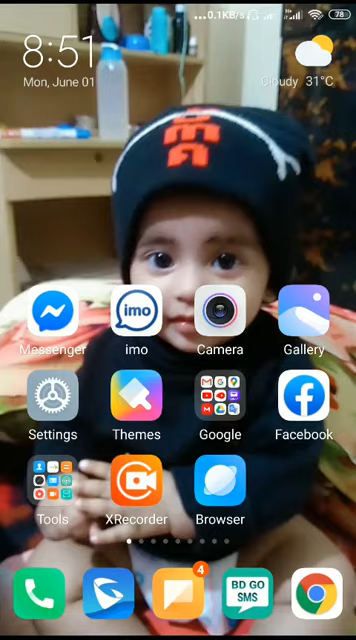 ...0.1KB/s
78
8:51
Mon, June 01
Cloudy 31°C
Messenger
imo
imo
Camera
Gallery
Settings
Themes
Google
Facebook
Tools
XRecorder
Browser
4
BD GO
SMS